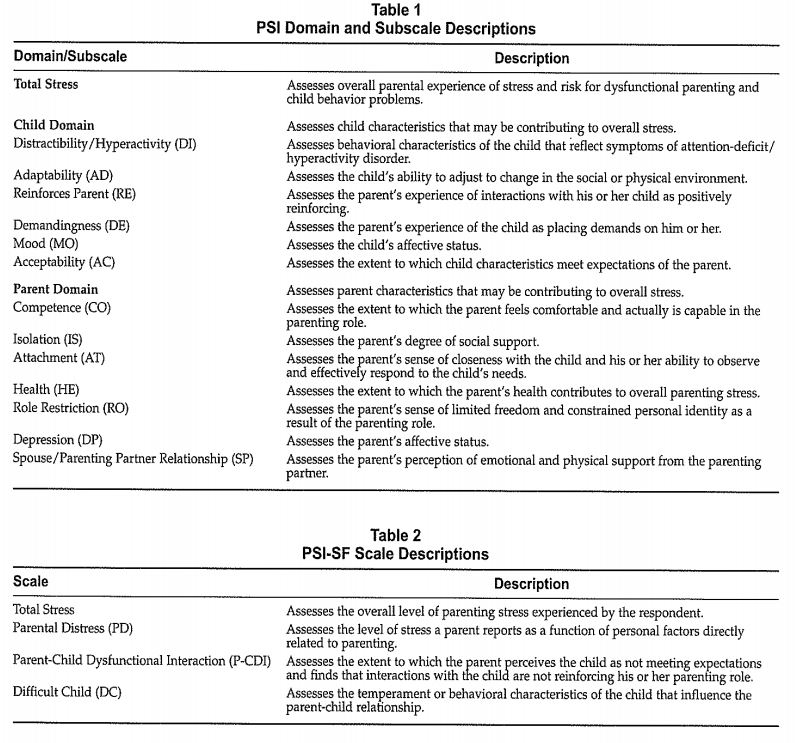 Table 1
PSI Domain and Subscale Descriptions
Domain/Subscale Description
Total Stress Assesses overall parental experience of stress and risk for dysfunctional parenting and
child behavior problems.
Child Domain Assesses child characteristics that may be contributing to overall stress.
Distractibility/Hyperactivity (DI) Assesses behavioral characteristics of the child that reflect symptoms of attention-deficit/
hyperactivity disorder.
Adaptability (AD) Assesses the child's ability to adjust to change in the social or physical environment.
Reinforces Parent (RE) Assesses the parent's experience of interactions with his or her child as positively
reinforcing.
Demandingness (DE) Assesses the parent's experience of the child as placing demands on him or her.
Mood (MO) Assesses the child's affective status.
Acceptability (AC) Assesses the extent to which child characteristics meet expectations of the parent.
Parent Domain Assesses parent characteristics that may be contributing to overall stress.
Competence (CO) Assesses the extent to which the parent feels comfortable and actually is capable in the
parenting role.
Isolation (IS) Assesses the parent's degree of social support.
Attachment (AT) Assesses the parent's sense of closeness with the child and his or her ability to observe
and effectively respond to the child's needs.
Health (HE) Assesses the extent to which the parent's health contributes to overall parenting stress.
Role Restriction (RO) Assesses the parent's sense of limited freedom and constrained personal identity as a
result of the parenting role.
Depression (DP) Assesses the parent's affective status.
Spouse/Parenting Partner Relationship (SP) Assesses the parent's perception of emotional and physical support from the parenting
partner.
Table 2
PSI-SF Scale Descriptions
Scale Description
Total Stress Assesses the overall level of parenting stress experienced by the respondent.
Parental Distress (PD) Assesses the level of stress a parent reports as a function of personal factors directly
related to parenting.
Parent-Child Dysfunctional Interaction (P-CDI) Assesses the extent to which the parent perceives the child as not meeting expectations
and finds that interactions with the child are not reinforcing his or her parenting role.
Difficult Child (DC) Assesses the temperament or behavioral characteristics of the child that influence the
parent-child relationship.